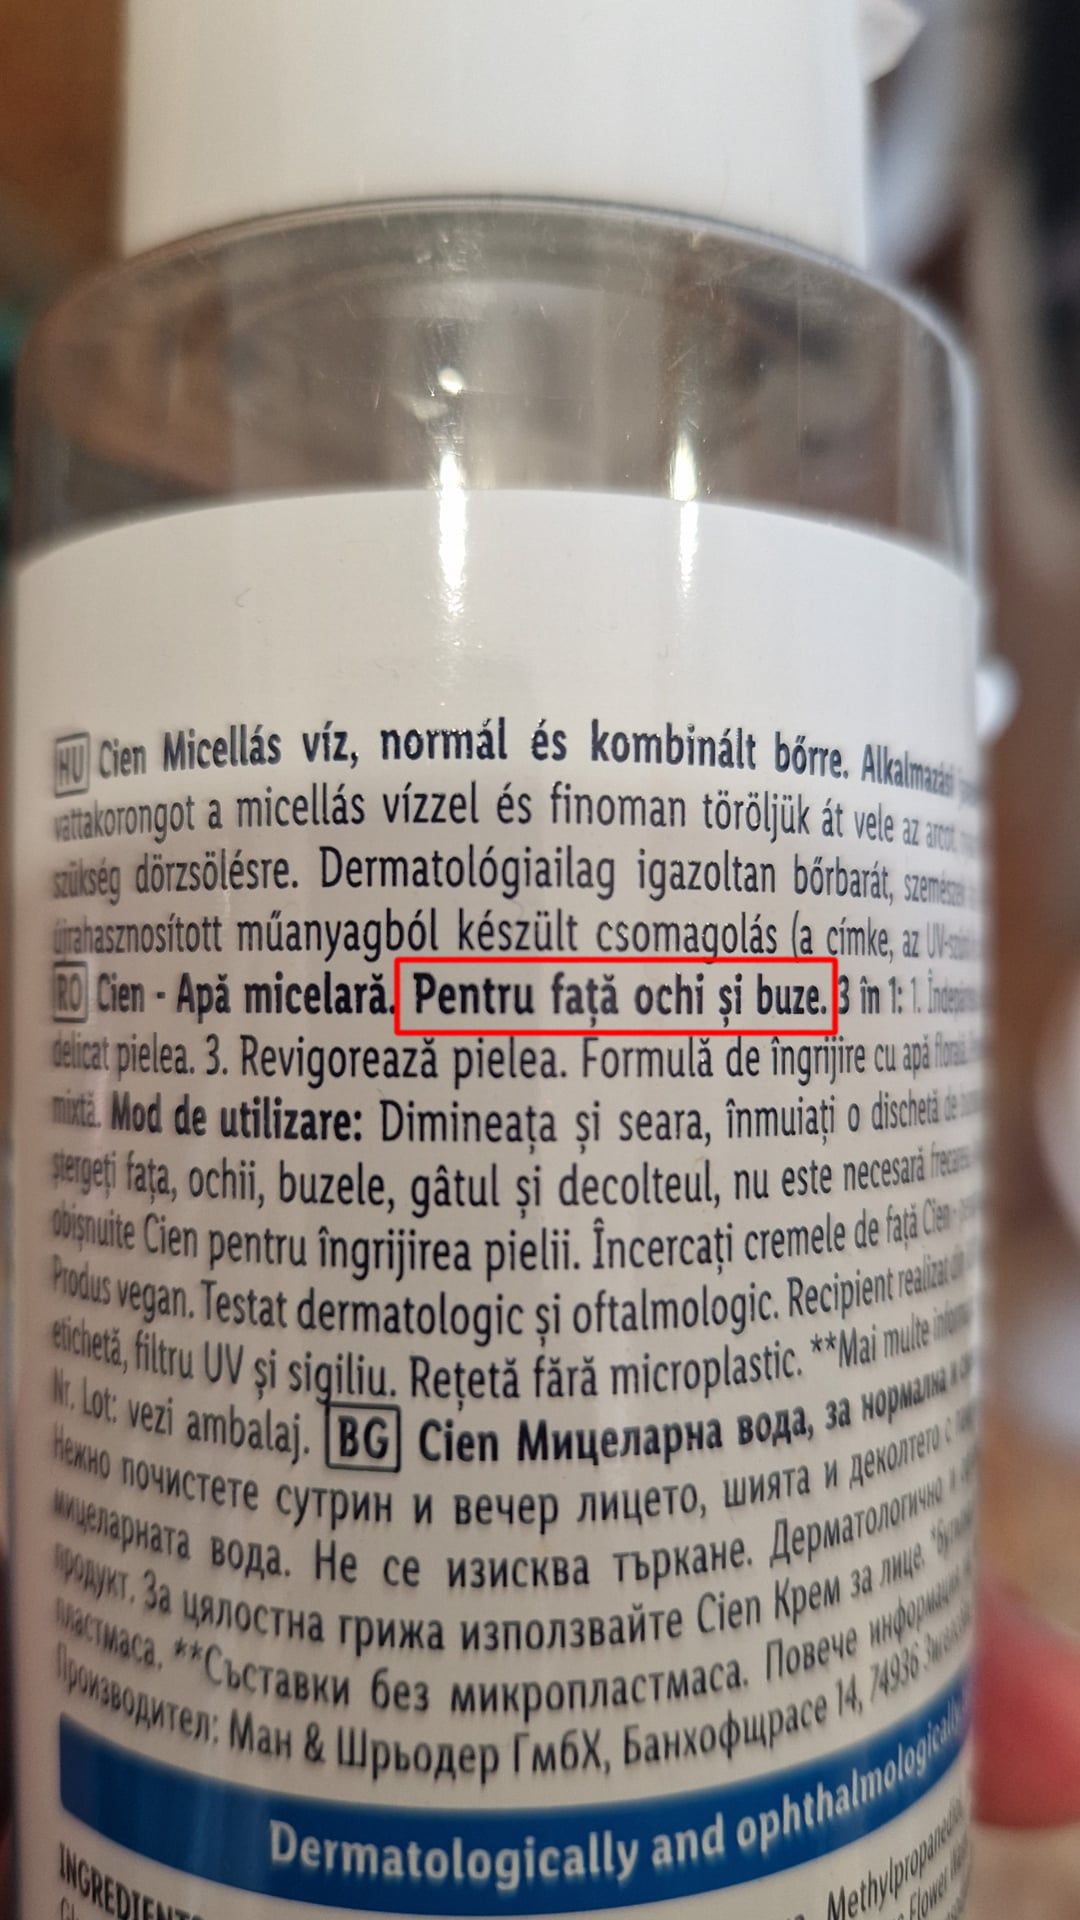 HU Cien Micellás víz, normál és kombinált bőrre. Alkalmazási
vattakorongot a micellás vízzel és finoman töröljük át vele az arcot,
szükség dörzsölésre. Dermatológiailag igazoltan bőrbarát,
újrahasznosított műanyagból készült csomagolás (a címke, az
RO Cien - Apă micelară. Pentru față ochi și buze. 3 în 1: 1.
delicat pielea. 3. Revigorează pielea. Formulă de îngrijire cu apă
mixtă. Mod de utilizare: Dimineața și seara, înmuiați o dischetă de
ștergeți fața, ochii, buzele, gâtul și decolteul, nu este necesară
obișnuite Cien pentru îngrijirea pielii. Încercați cremele de față Cien
Produs vegan. Testat dermatologic și oftalmologic. Recipient realizat
etichetă, filtru UV și sigiliu. Rețetă fără microplastic. **Mai multe
Nr. Lot: vezi ambalaj. BG Cien Мицеларна вода, за нормална и
Нежно почистете сутрин и вечер лицето, шията и деколтето с
мицеларната вода. Не се изисква търкане. Дерматологично и
продукт. За цялостна грижа използвайте Cien Крем за лице.
пластмаса. **Съставки без микропластмаса. Повече информация
Производител: Ман & Шрьодер ГмбХ, Банхофщрасе 14, 74936
Dermatologically and ophthalmologically
INGREDIENTS
Methylpropanediol,
Flower